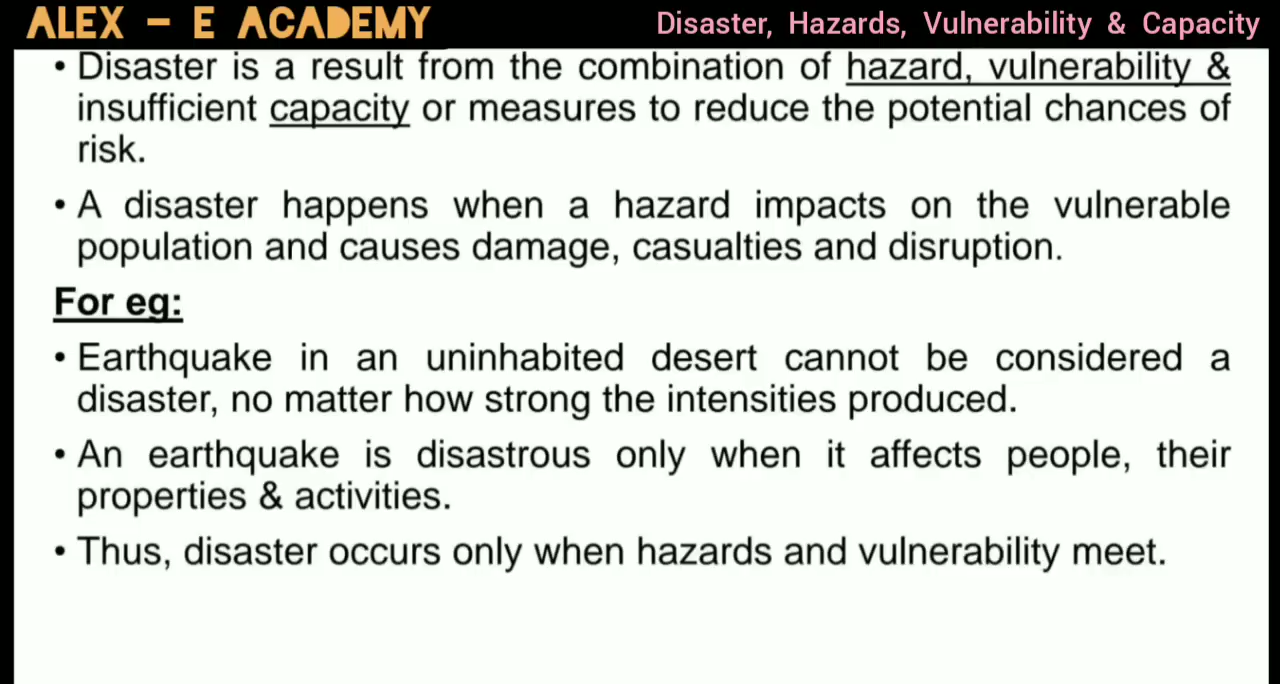 ALEX - E ACADEMY
Disaster, Hazards, Vulnerability & Capacity
• Disaster is a result from the combination of hazard, vulnerability &
insufficient capacity or measures to reduce the potential chances of
risk.
• A disaster happens when a hazard impacts on the vulnerable
population and causes damage, casualties and disruption.
For eg:
• Earthquake in an uninhabited desert cannot be considered a
disaster, no matter how strong the intensities produced.
• An earthquake is disastrous only when it affects people, their
properties & activities.
• Thus, disaster occurs only when hazards and vulnerability meet.